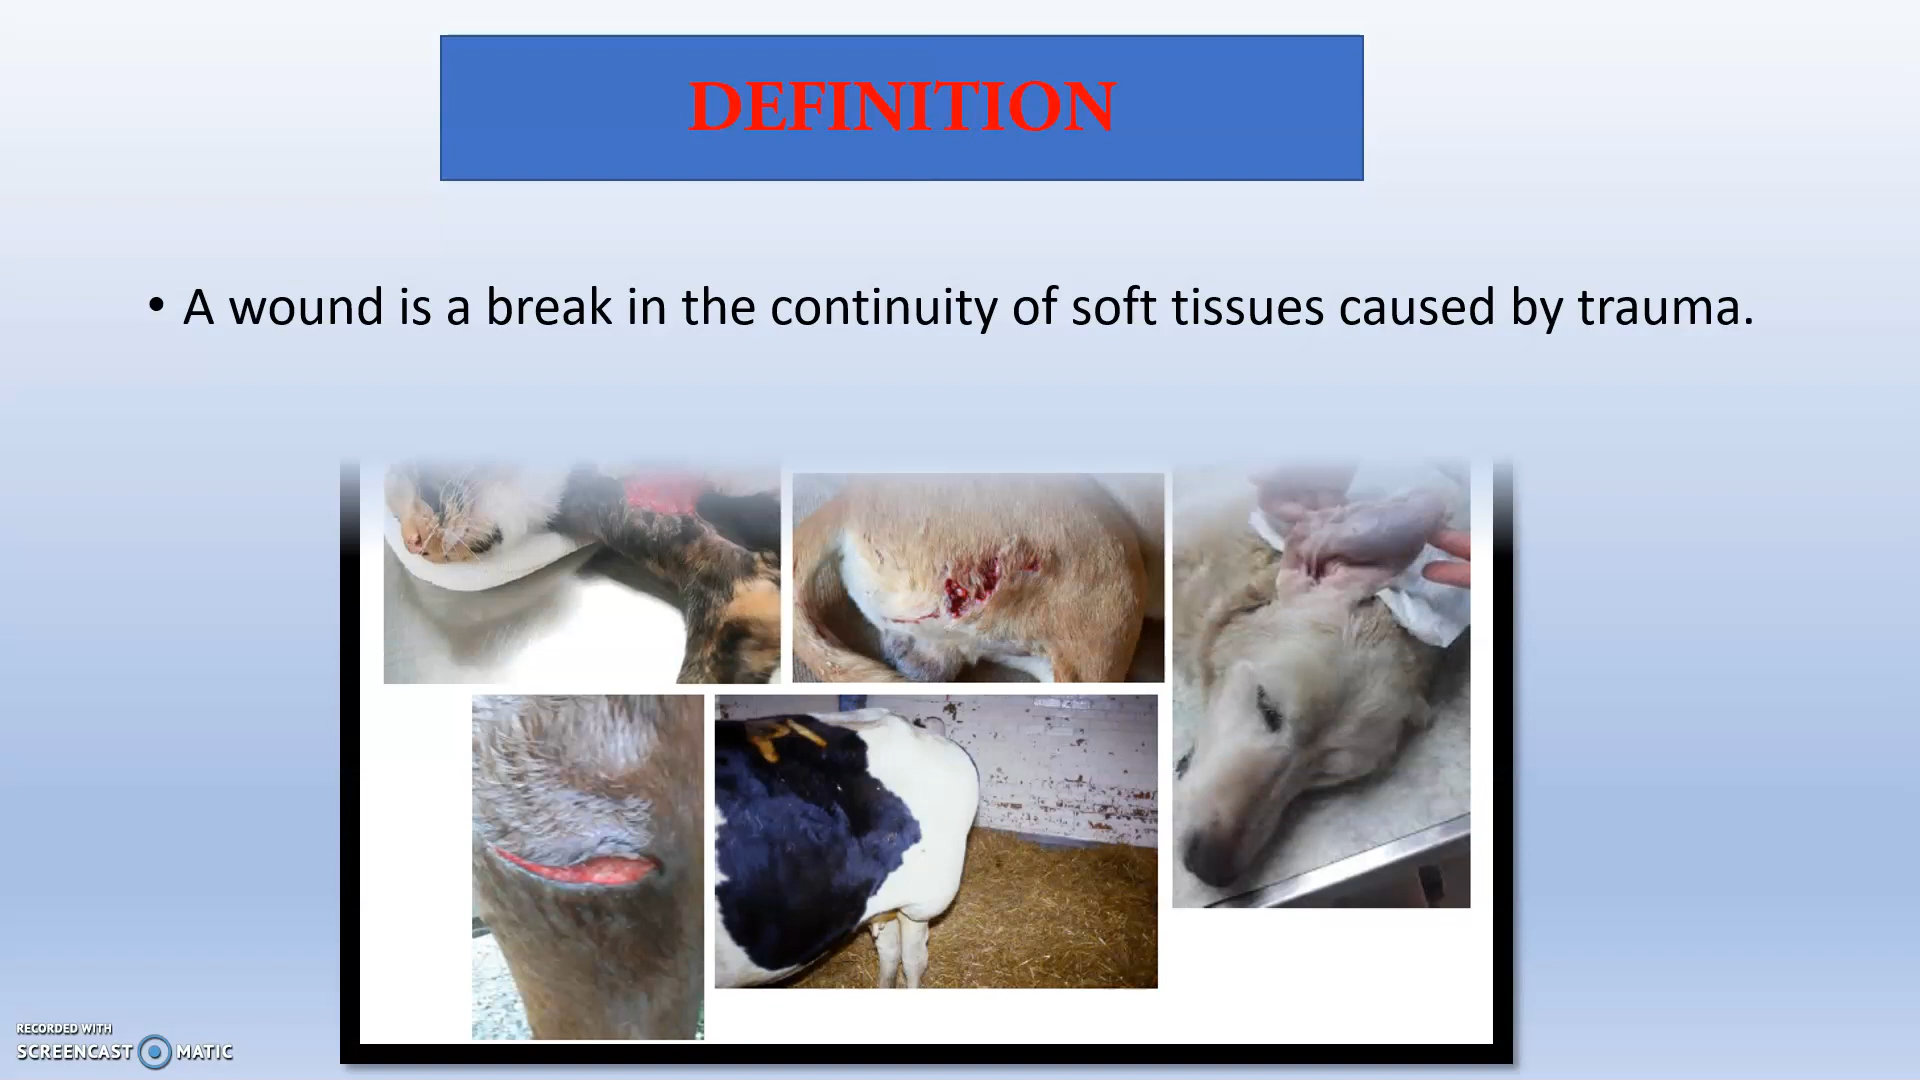 DEFINITION
• A wound is a break in the continuity of soft tissues caused by trauma.
RECORDED WITH
SCREENCAST MATIC